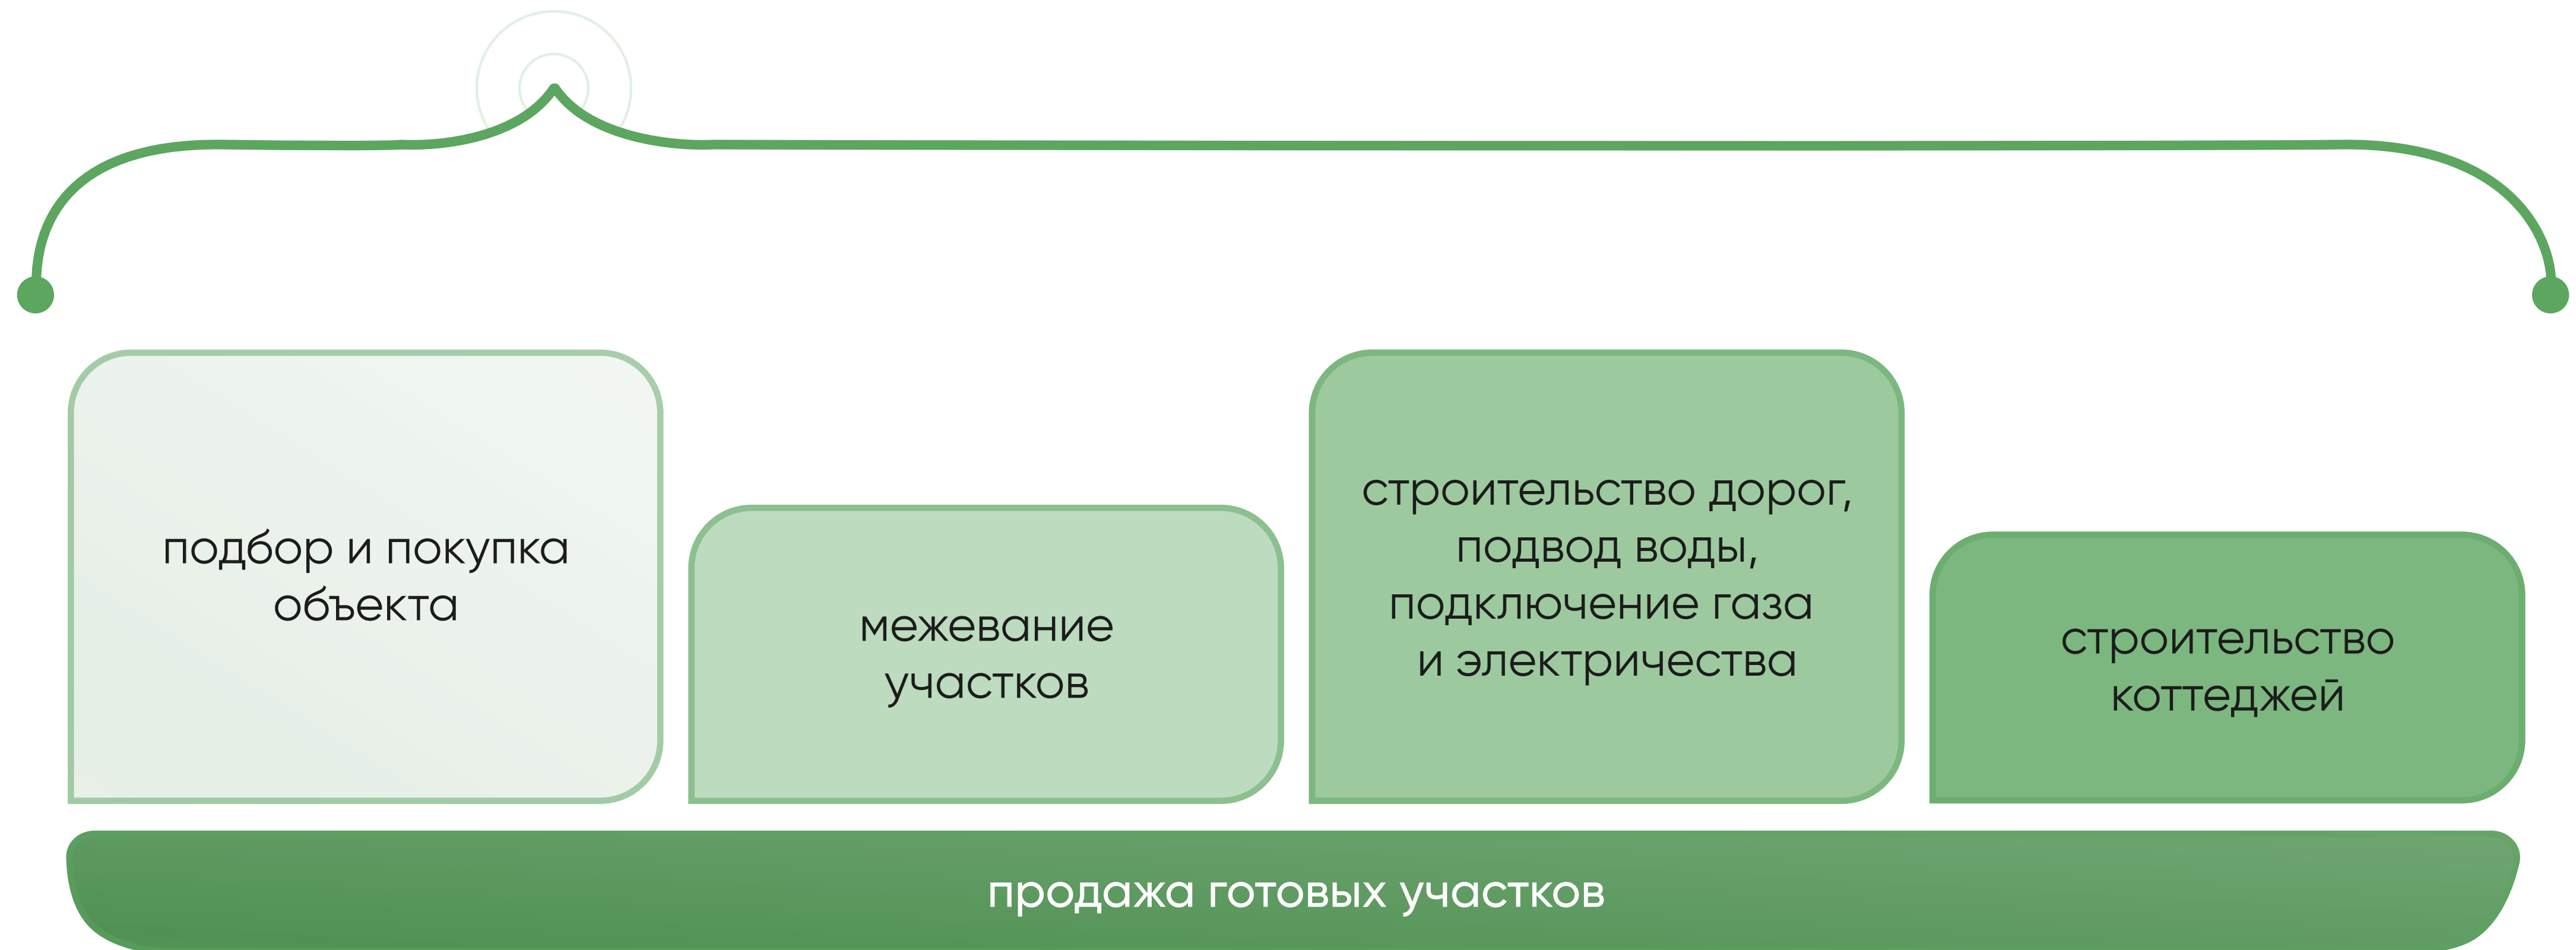 подбор и покупка
объекта
межевание
участков
строительство дорог,
подвод воды,
подключение газа
и электричества
строительство
коттеджей
продажа готовых участков